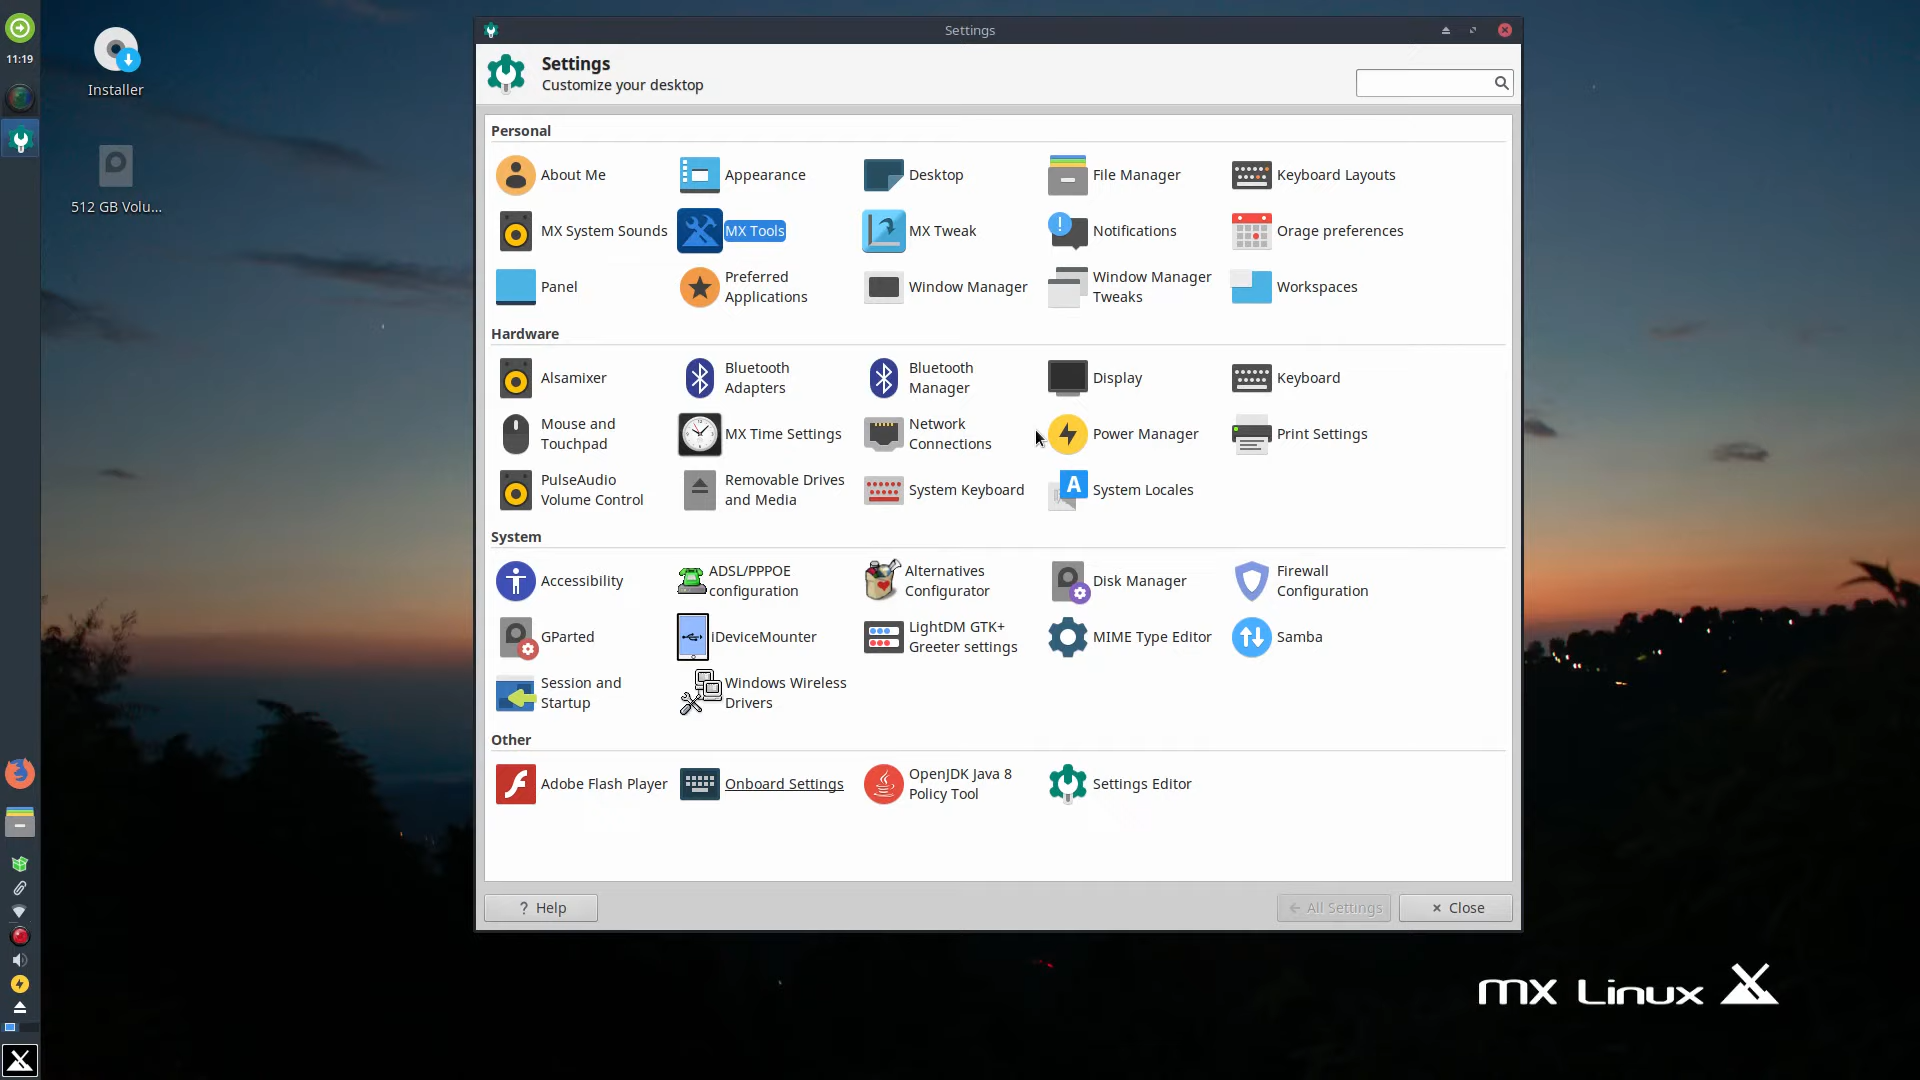 11:19
Installer
512 GB Volu...
Settings
Settings
Customize your desktop
Personal
About Me
Appearance
Desktop
File Manager
Keyboard Layouts
MX System Sounds
MX Tools
MX Tweak
Notifications
Orage preferences
Panel
Preferred
Applications
Window Manager
Window Manager
Tweaks
Workspaces
Hardware
Alsamixer
Bluetooth
Adapters
Bluetooth
Manager
Display
Keyboard
Mouse and
Touchpad
MX Time Settings
Network
Connections
Power Manager
Print Settings
PulseAudio
Volume Control
Removable Drives
and Media
System Keyboard
A
System Locales
System
Accessibility
ADSL/PPPOE
configuration
Alternatives
Configurator
Disk Manager
Firewall
Configuration
GParted
iDeviceMounter
LightDM GTK+
Greeter settings
MIME Type Editor
Samba
Session and
Startup
Windows Wireless
Drivers
Other
Adobe Flash Player
Onboard Settings
OpenJDK Java 8
Policy Tool
Settings Editor
? Help
All Settings
Close
MX Linux